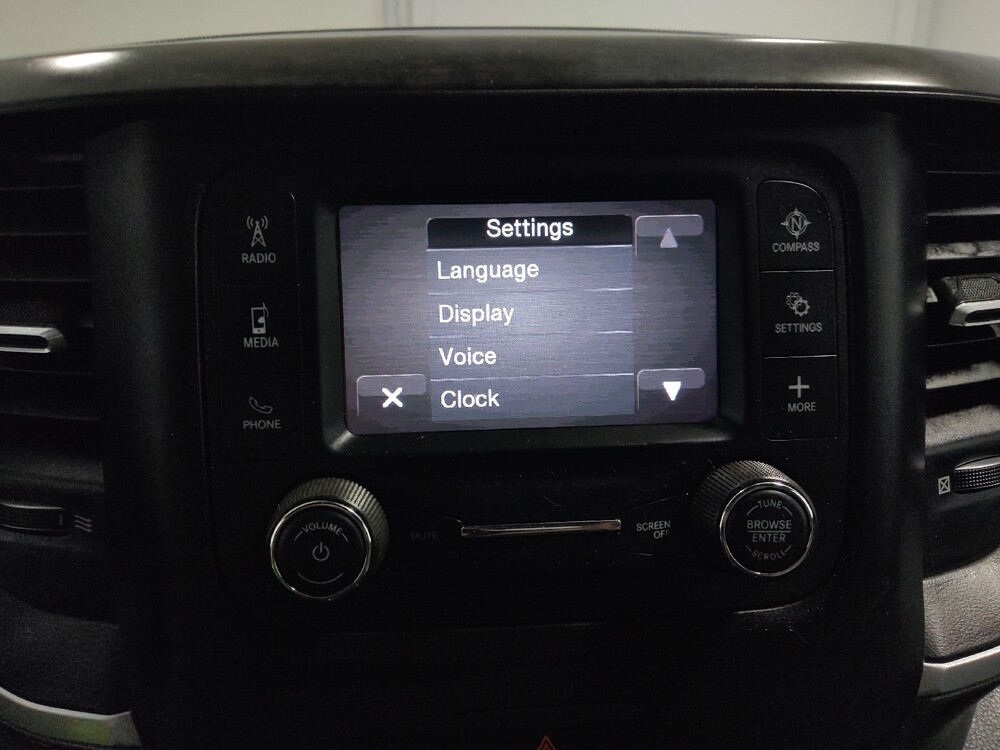 RADIO
MEDIA
PHONE
Settings
Language
Display
Voice
Clock
N
COMPASS
SETTINGS
MORE
VOLUME
MUTE
SCREEN
OFF
TUNE
BROWSE
ENTER
SCROLL